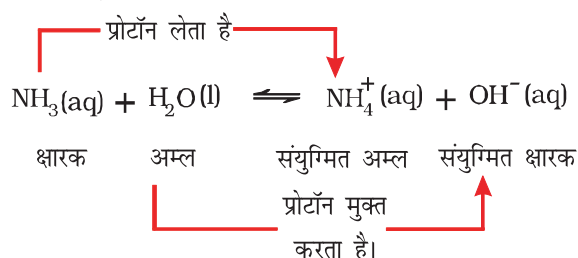 प्रोटॉन लेता है
NH₃(aq) + H₂O(l) ⇌ NH₄⁺(aq) + OH⁻(aq)
क्षारक अम्ल संयुग्मित अम्ल संयुग्मित क्षारक
प्रोटॉन मुक्त
करता है।